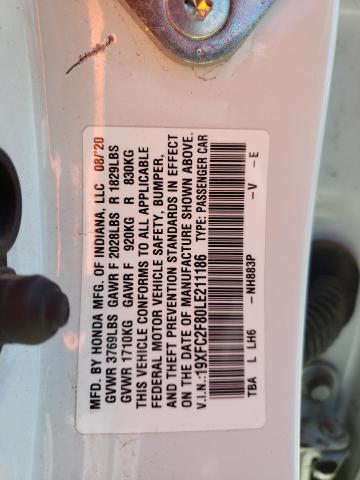 MFD. BY HONDA MFG. OF INDIANA, LLC 08/'20
GVWR 3769LBS GAWR F 2028LBS R 1829LBS
GVWR 1710KG GAWR F 920KG R 830KG
THIS VEHICLE CONFORMS TO ALL APPLICABLE
FEDERAL MOTOR VEHICLE SAFETY, BUMPER,
AND THEFT PREVENTION STANDARDS IN EFFECT
ON THE DATE OF MANUFACTURE SHOWN ABOVE.
V.I.N.:19XFC2F80LE211186 TYPE: PASSENGER CAR
TBA L LH6 -NH883P -V -E